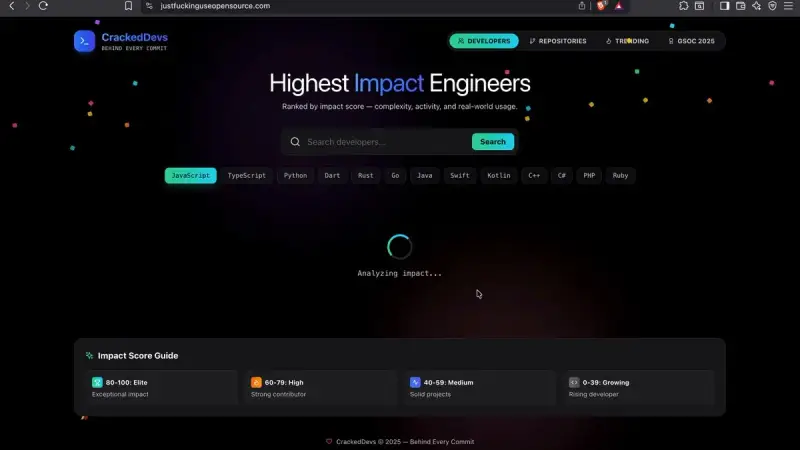 justfuckinguseopensource.com
CrackedDevs
BEHIND EVERY COMMIT
DEVELOPERS
REPOSITORIES
TRENDING
GSOC 2025
Highest Impact Engineers
Ranked by impact score — complexity, activity, and real-world usage.
Search developers...
Search
JavaScript
TypeScript
Python
Dart
Rust
Go
Java
Swift
Kotlin
C++
C#
PHP
Ruby
Analyzing impact...
Impact Score Guide
80-100: Elite
Exceptional impact
60-79: High
Strong contributor
40-59: Medium
Solid projects
0-39: Growing
Rising developer
CrackedDevs © 2025 — Behind Every Commit